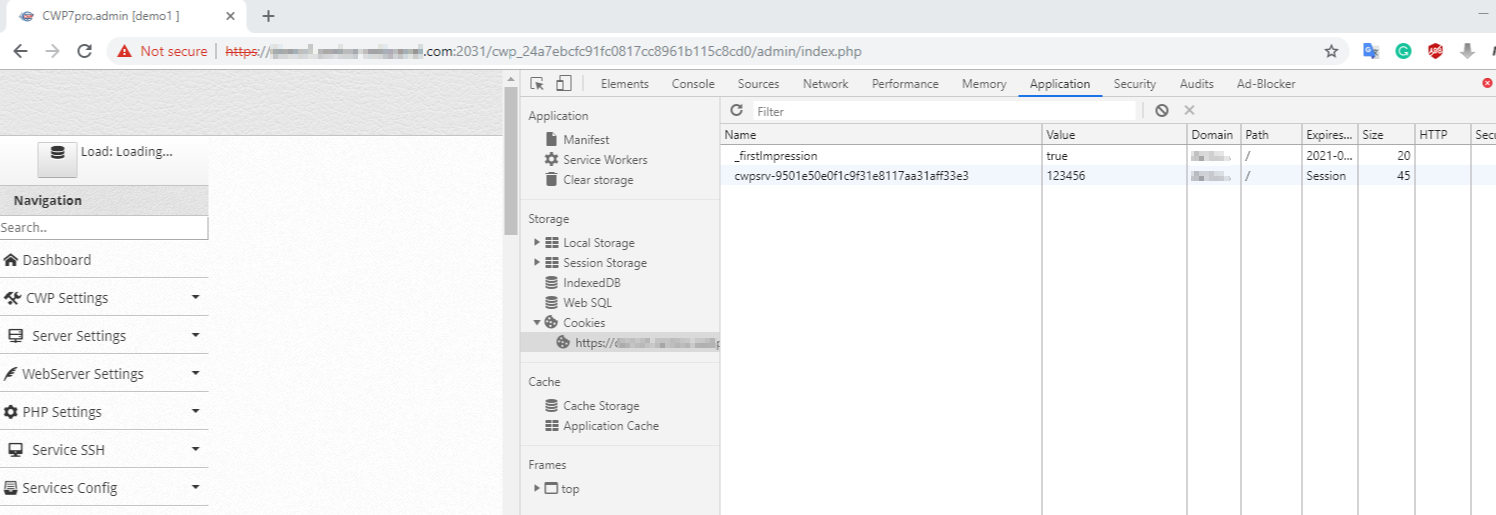 CWP7pro.admin [demo1 ]
Not secure https:// .com:2031/cwp_24a7ebcfc91fc0817cc8961b115c8cd0/admin/index.php
Elements Console Sources Network Performance Memory Application Security Audits Ad-Blocker
Load: Loading...
Navigation
Search..
Dashboard
CWP Settings
Server Settings
WebServer Settings
PHP Settings
Service SSH
Services Config
Application
Manifest
Service Workers
Clear storage
Storage
Local Storage
Session Storage
IndexedDB
Web SQL
Cookies
https://
Cache
Cache Storage
Application Cache
Frames
top
Filter
Name Value Domain Path Expires... Size HTTP Secu
_firstImpression true / 2021-0... 20
cwpsrv-9501e50e0f1c9f31e8117aa31aff33e3 123456 / Session 45